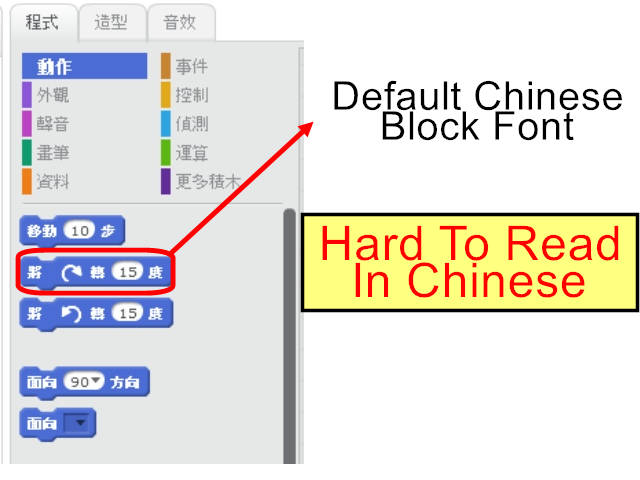 程式 造型 音效
動作 事件
外觀 控制
聲音 偵測
畫筆 運算
資料 更多積木
移動 10 步
將 轉 15 度
將 轉 15 度
面向 90▼ 方向
面向 ▼
Default Chinese
Block Font
Hard To Read
In Chinese